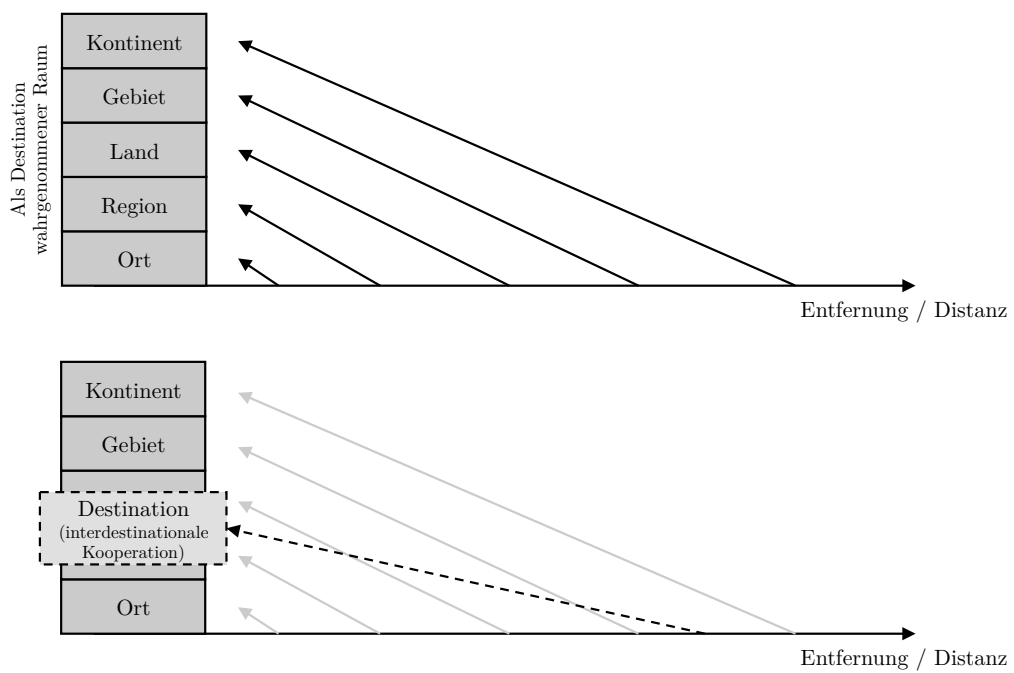 Als Destination
wahrgenommener Raum
Kontinent
Gebiet
Land
Region
Ort
Entfernung / Distanz
Kontinent
Gebiet
Destination
(interdestinationale
Kooperation)
Ort
Entfernung / Distanz